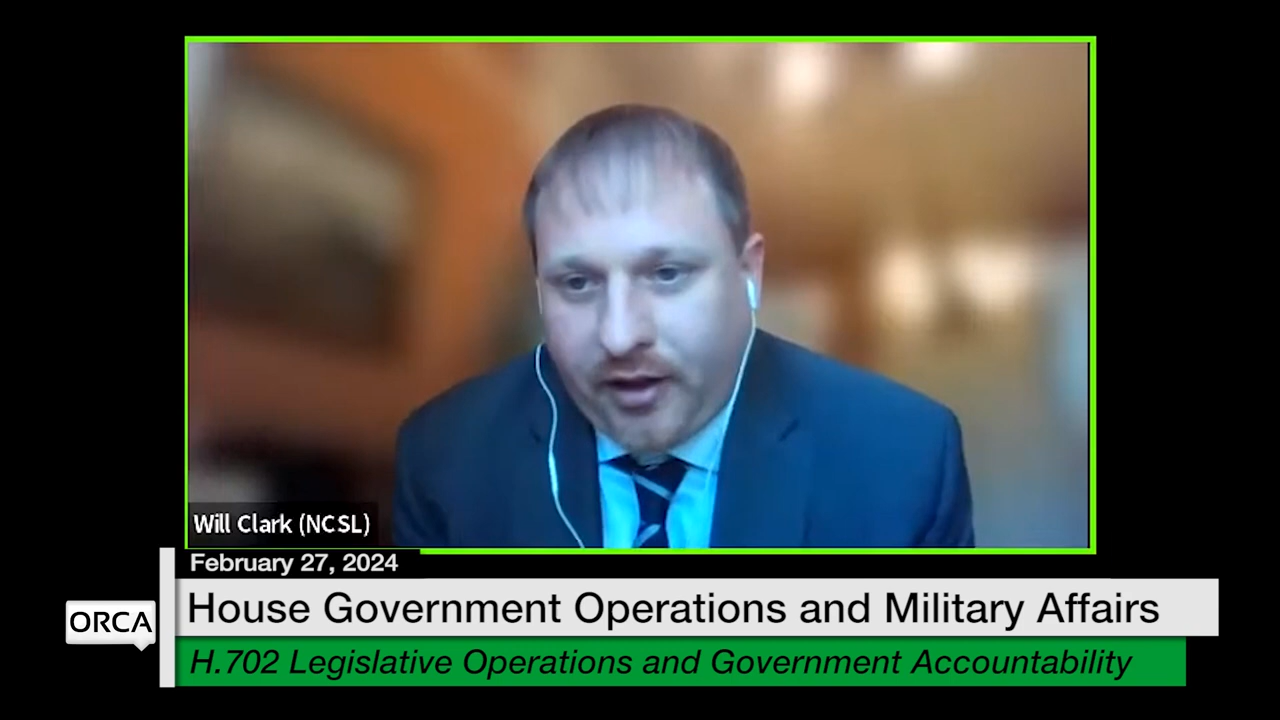 Will Clark (NCSL)
February 27, 2024
House Government Operations and Military Affairs
ORCA
H.702 Legislative Operations and Government Accountability